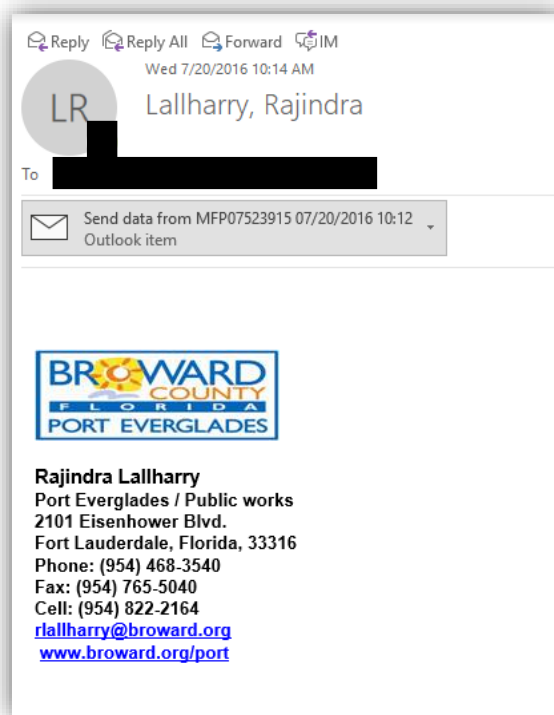 Reply Reply All Forward IM
Wed 7/20/2016 10:14 AM
LR
Lallharry, Rajindra
To
Send data from MFP07523915 07/20/2016 10:12
Outlook item
BROWARD
COUNTY
FLORIDA
PORT EVERGLADES
Rajindra Lallharry
Port Everglades / Public works
2101 Eisenhower Blvd.
Fort Lauderdale, Florida, 33316
Phone: (954) 468-3540
Fax: (954) 765-5040
Cell: (954) 822-2164
rlallharry@broward.org
www.broward.org/port